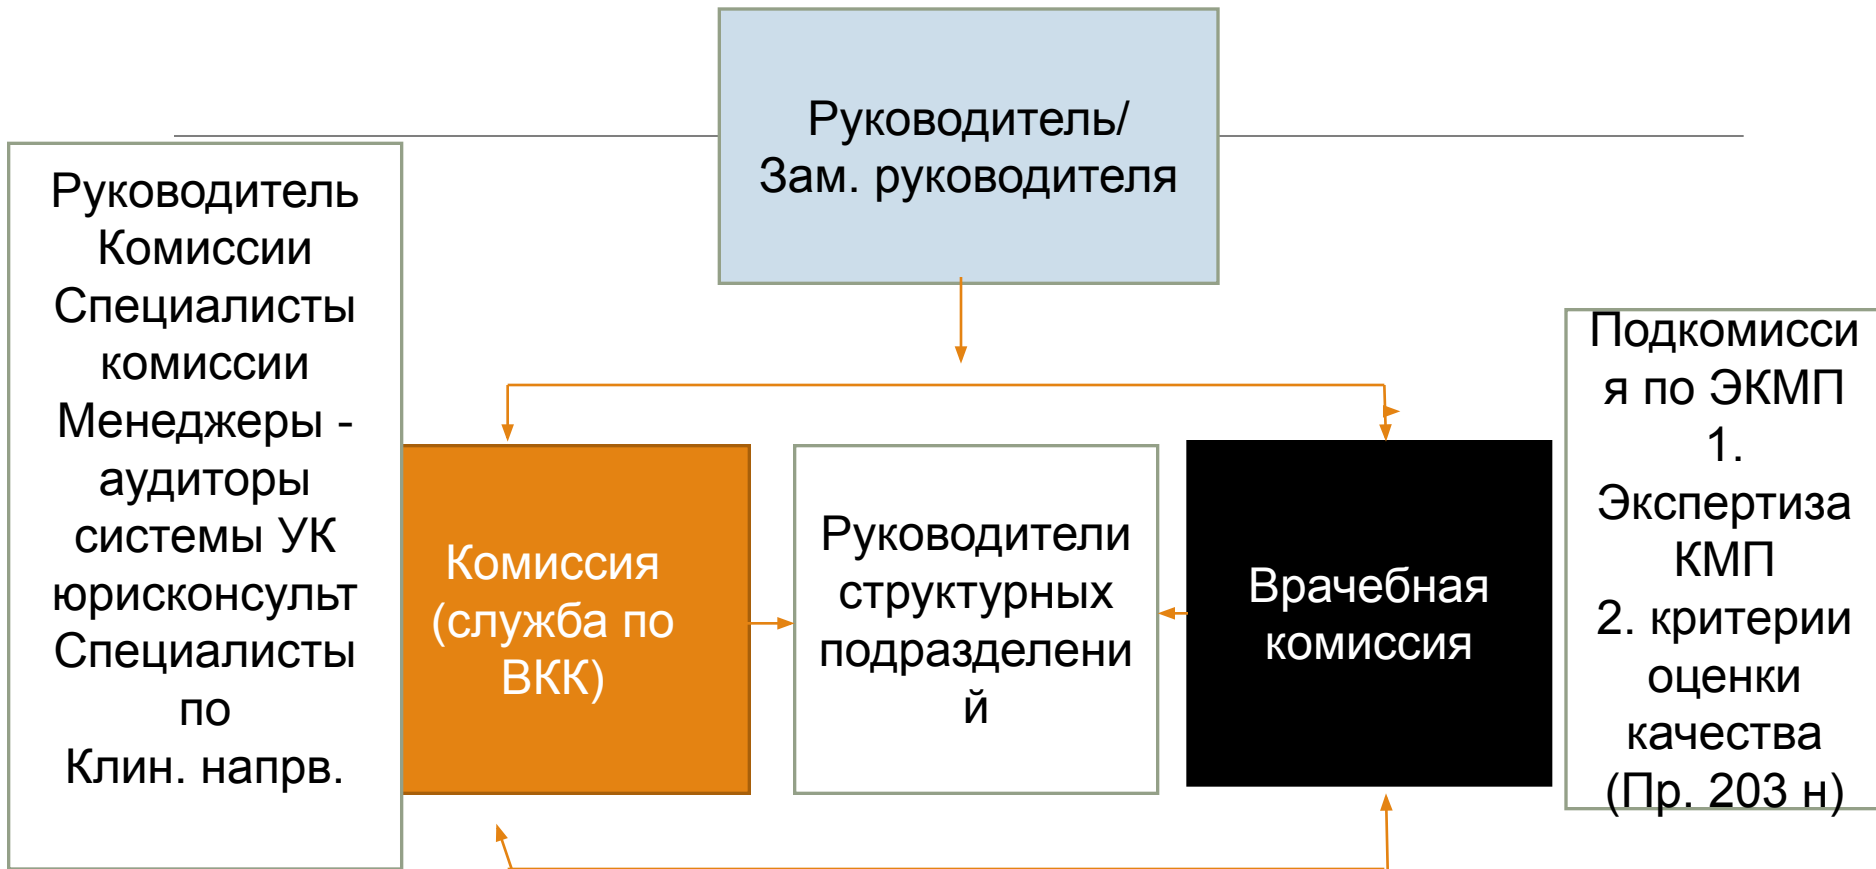 Руководитель/
Зам. руководителя
Руководитель
Комиссии
Специалисты
комиссии
Менеджеры -
аудиторы
системы УК
юрисконсульт
Специалисты
по
Клин. напрв.
Комиссия
(служба по
ВКК)
Руководители
структурных
подразделени
й
Врачебная
комиссия
Подкомисси
я по ЭКМП
1.
Экспертиза
КМП
2. критерии
оценки
качества
(Пр. 203 н)